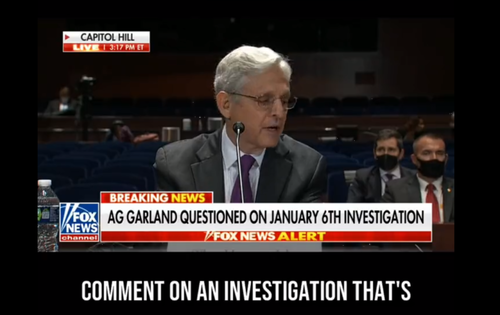 CAPITOL HILL
LIVE 3:17 PM ET
BREAKING NEWS
FOX
NEWS
channel
AG GARLAND QUESTIONED ON JANUARY 6TH INVESTIGATION
FOX NEWS ALERT
COMMENT ON AN INVESTIGATION THAT'S